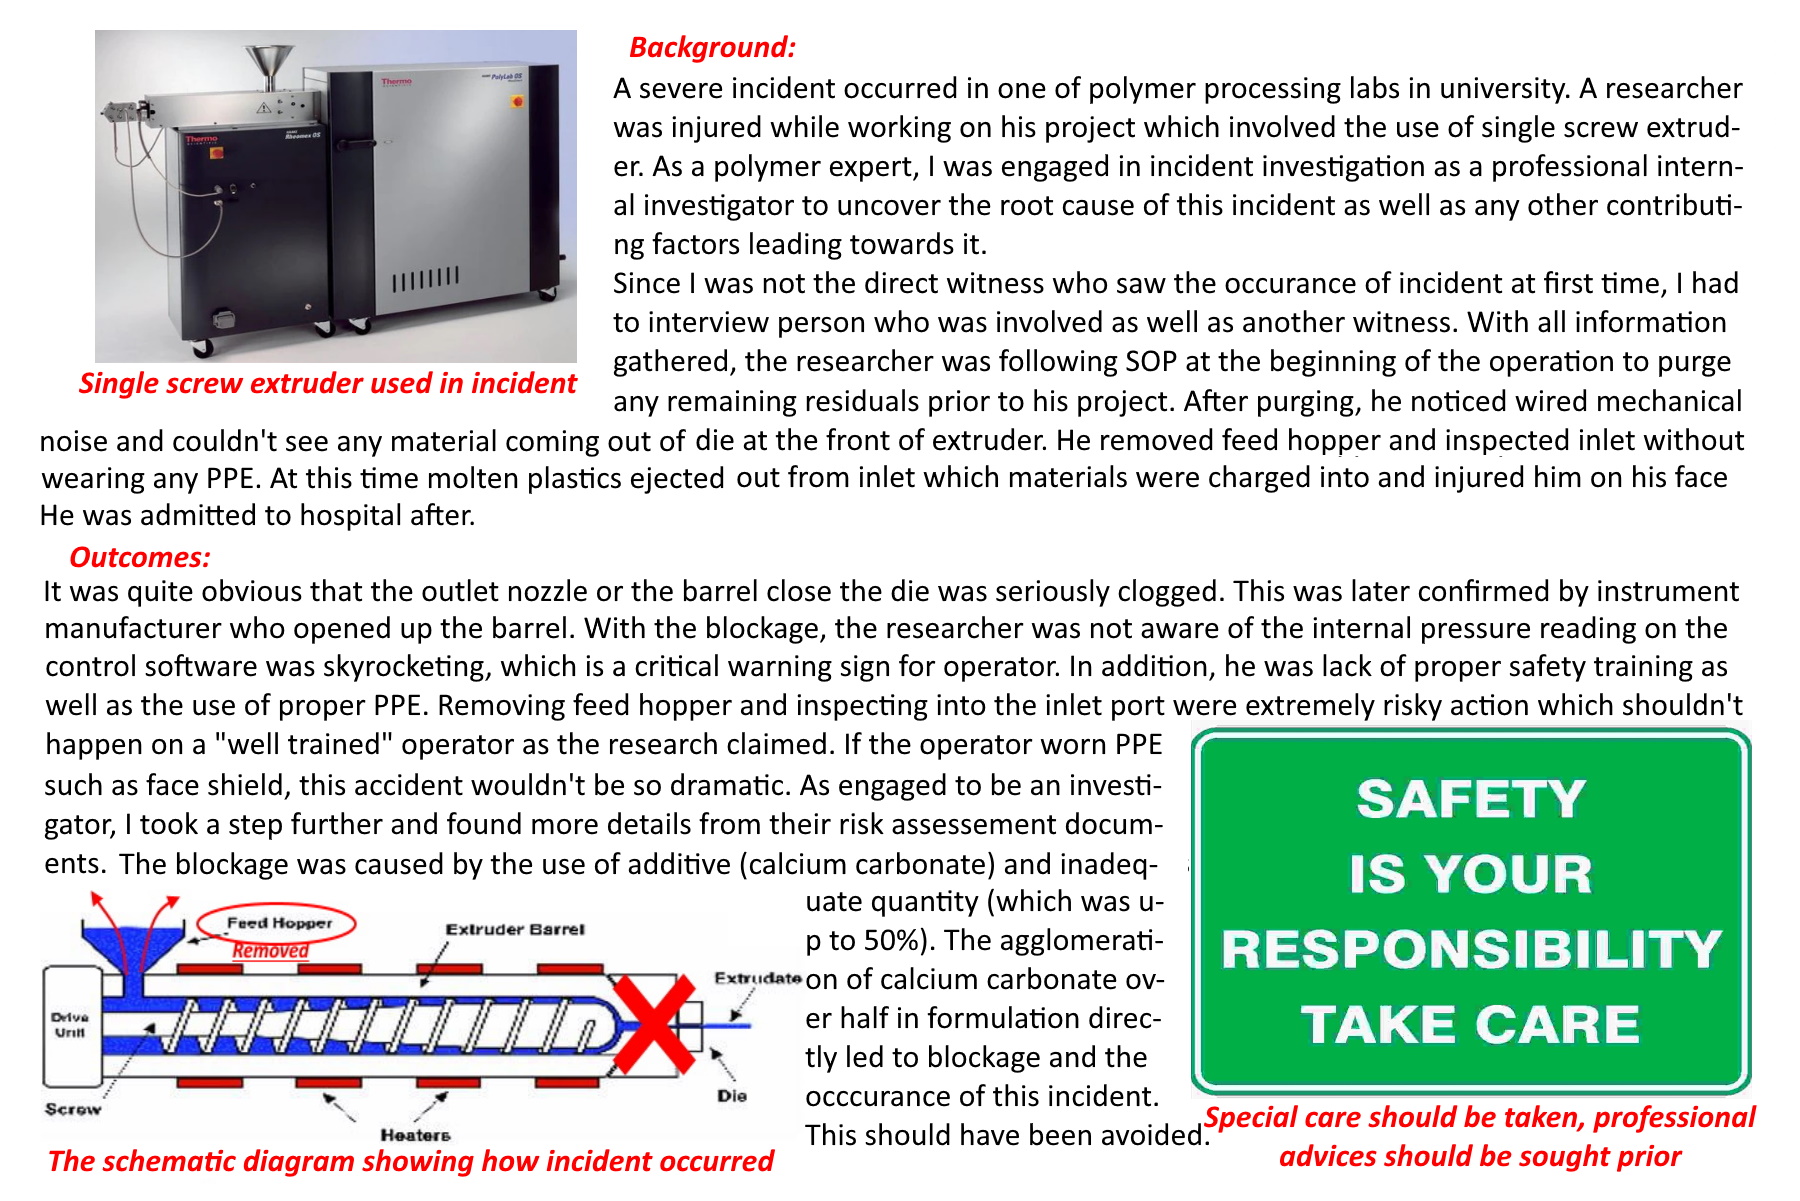 Background:
A severe incident occurred in one of polymer processing labs in university. A researcher
was injured while working on his project which involved the use of single screw extrud-
er. As a polymer expert, I was engaged in incident investigation as a professional intern-
al investigator to uncover the root cause of this incident as well as any other contributi-
ng factors leading towards it.
Since I was not the direct witness who saw the occurance of incident at first time, I had
to interview person who was involved as well as another witness. With all information
gathered, the researcher was following SOP at the beginning of the operation to purge
any remaining residuals prior to his project. After purging, he noticed wired mechanical
noise and couldn't see any material coming out of die at the front of extruder. He removed feed hopper and inspected inlet without
wearing any PPE. At this time molten plastics ejected out from inlet which materials were charged into and injured him on his face
He was admitted to hospital after.
Thermo
PolyLab OS
Thermo
SCIENTIFIC
Rheomex OS
Single screw extruder used in incident
Outcomes:
It was quite obvious that the outlet nozzle or the barrel close the die was seriously clogged. This was later confirmed by instrument
manufacturer who opened up the barrel. With the blockage, the researcher was not aware of the internal pressure reading on the
control software was skyrocketing, which is a critical warning sign for operator. In addition, he was lack of proper safety training as
well as the use of proper PPE. Removing feed hopper and inspecting into the inlet port were extremely risky action which shouldn't
happen on a "well trained" operator as the research claimed. If the operator worn PPE
such as face shield, this accident wouldn't be so dramatic. As engaged to be an investi-
gator, I took a step further and found more details from their risk assessement docum-
ents. The blockage was caused by the use of additive (calcium carbonate) and inadeq-
uate quantity (which was u-
p to 50%). The agglomerati-
on of calcium carbonate ov-
er half in formulation direc-
tly led to blockage and the
occcurance of this incident.
This should have been avoided.
Feed Hopper
Removed
Extruder Barrel
Extrudate
Drive
Unit
Screw
Heaters
Die
The schematic diagram showing how incident occurred
SAFETY
IS YOUR
RESPONSIBILITY
TAKE CARE
Special care should be taken, professional
advices should be sought prior